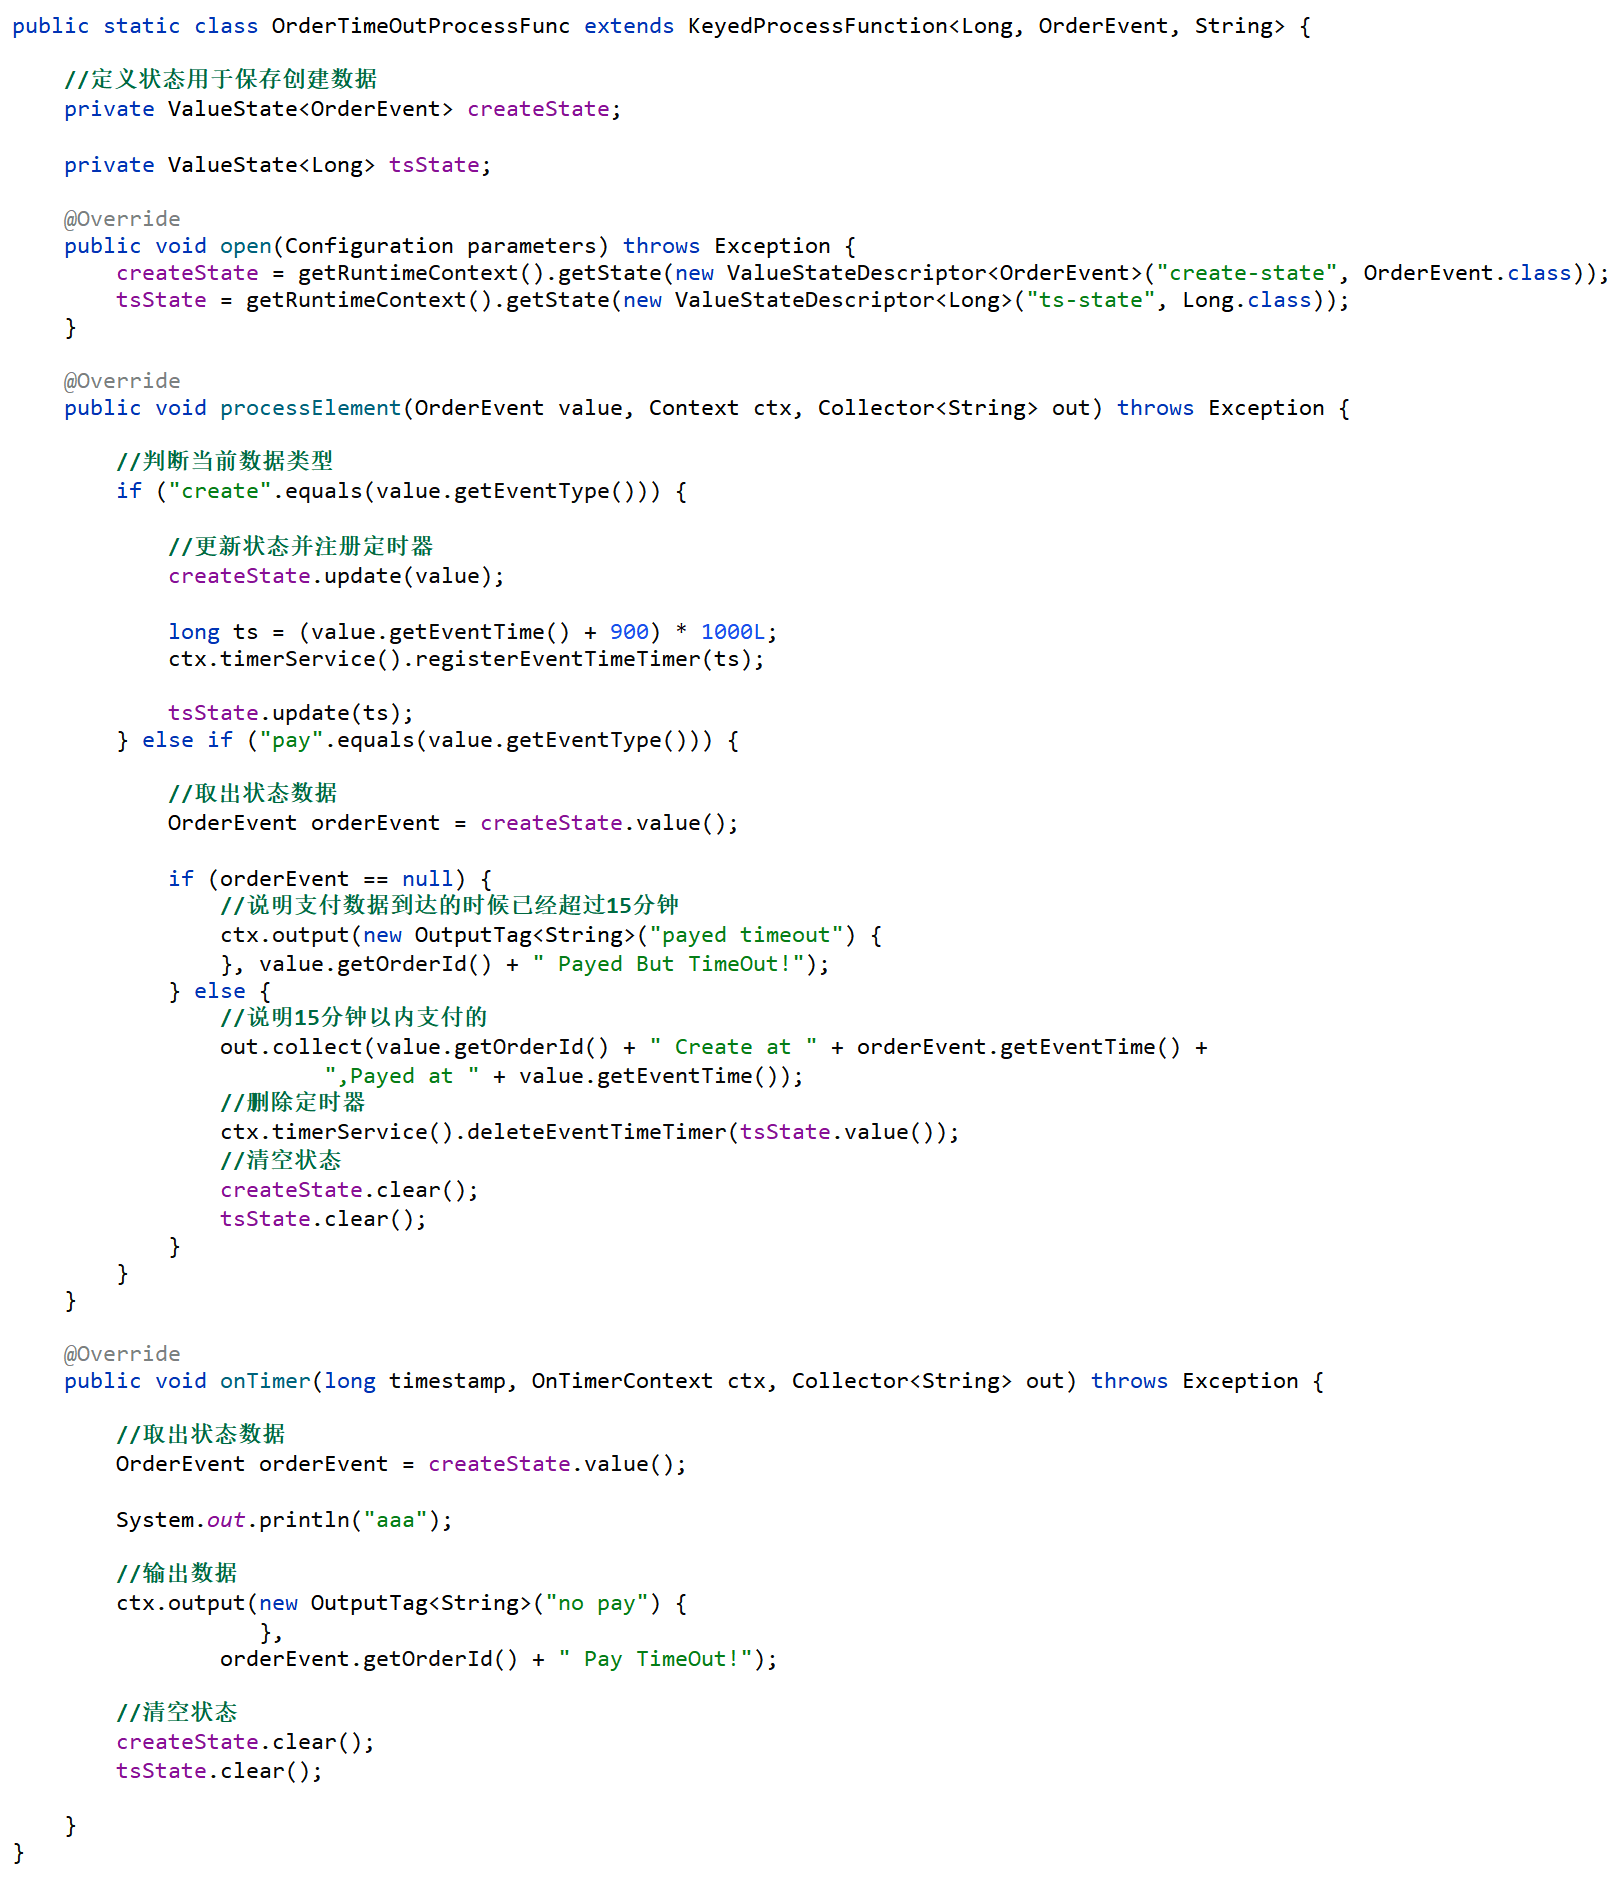 public static class OrderTimeOutProcessFunc extends KeyedProcessFunction<Long, OrderEvent, String> {
//定义状态用于保存创建数据
private ValueState<OrderEvent> createState;
private ValueState<Long> tsState;
@Override
public void open(Configuration parameters) throws Exception {
createState = getRuntimeContext().getState(new ValueStateDescriptor<OrderEvent>("create-state", OrderEvent.class));
tsState = getRuntimeContext().getState(new ValueStateDescriptor<Long>("ts-state", Long.class));
}
@Override
public void processElement(OrderEvent value, Context ctx, Collector<String> out) throws Exception {
//判断当前数据类型
if ("create".equals(value.getEventType())) {
//更新状态并注册定时器
createState.update(value);
long ts = (value.getEventTime() + 900) * 1000L;
ctx.timerService().registerEventTimeTimer(ts);
tsState.update(ts);
} else if ("pay".equals(value.getEventType())) {
//取出状态数据
OrderEvent orderEvent = createState.value();
if (orderEvent == null) {
//说明支付数据到达的时候已经超过15分钟
ctx.output(new OutputTag<String>("payed timeout") {
}, value.getOrderId() + " Payed But TimeOut!");
} else {
//说明15分钟以内支付的
out.collect(value.getOrderId() + " Create at " + orderEvent.getEventTime() +
",Payed at " + value.getEventTime());
//删除定时器
ctx.timerService().deleteEventTimeTimer(tsState.value());
//清空状态
createState.clear();
tsState.clear();
}
}
}
@Override
public void onTimer(long timestamp, OnTimerContext ctx, Collector<String> out) throws Exception {
//取出状态数据
OrderEvent orderEvent = createState.value();
System.out.println("aaa");
//输出数据
ctx.output(new OutputTag<String>("no pay") {
},
orderEvent.getOrderId() + " Pay TimeOut!");
//清空状态
createState.clear();
tsState.clear();
}
}